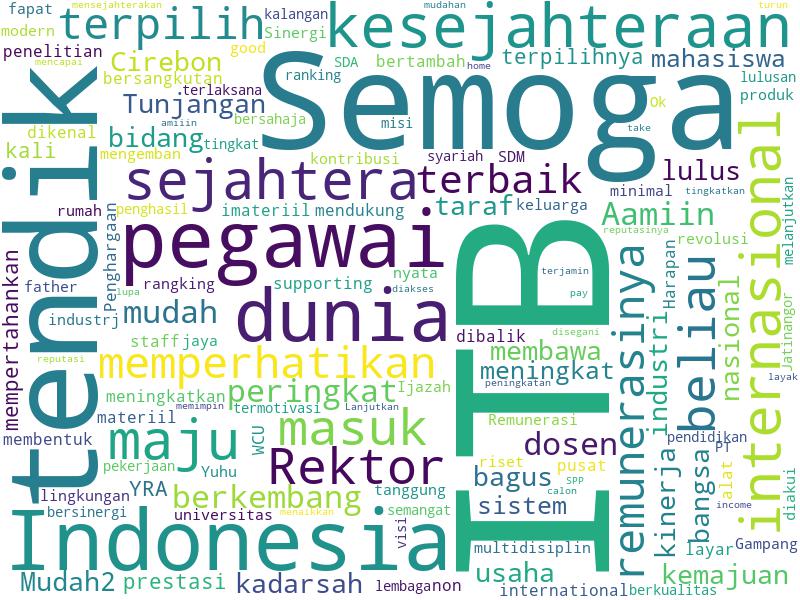 fapat
mensejahterakan
kalangan
mudahan
turun
modern
terpilih
Sinergi
kesejahteraan
penelitian
mencapai
Cirebon
good
SDA
bertambah
terpilihnya
mahasiswa
bersangkutan
ranking
home
lulusan
produk
Tunjangan
terlaksana
Semoga
Ok
tendik
dikenal
bidang
amiiin
bersahaja
misi
take
kali
tingkat
mengemban
kontribusi
syariah
SDM
lulus
sejahtera
terbaik
minimal
tingkatkan
internasional
melanjutkan
rumah
penghasil
imateriil
mendukung
taraf
keluarga
Aamiin
Penghargaan
pegawai
reputasinya
revolusi
mempertahankan
ITB
remunerasinya
Harapan
beliau
nasional
father
rangking
supporting
nyata
terjamin
diakses
lupa
dunia
pay
industrj
mudah
Jatinangor
staff
jaya
dibalik
disegani
industri
reputasi
memperhatikan
membawa
meningkat
layak
meningkatkan
peringkat
Ijazah
peningkatan
materiil
memimpin
termotivasi
Lanjutkan
Remunerasi
membentuk
maju
WCU
masuk
dosen
pendidikan
PT
kinerja
bangsa
alat
diakui
pekerjaan
Yuhu
Rektor
riset
pusat
bagus
SPP
lingkungan
YRA
berkembang
tanggung
calon
sistem
income
bersinergi
universitas
menaikkan
semangat
visi
Indonesia
multidisiplin
layar
Gampang
Mudah2
prestasi
kadarsah
lembaga
non
usaha
international
berkualitas
kemajuan